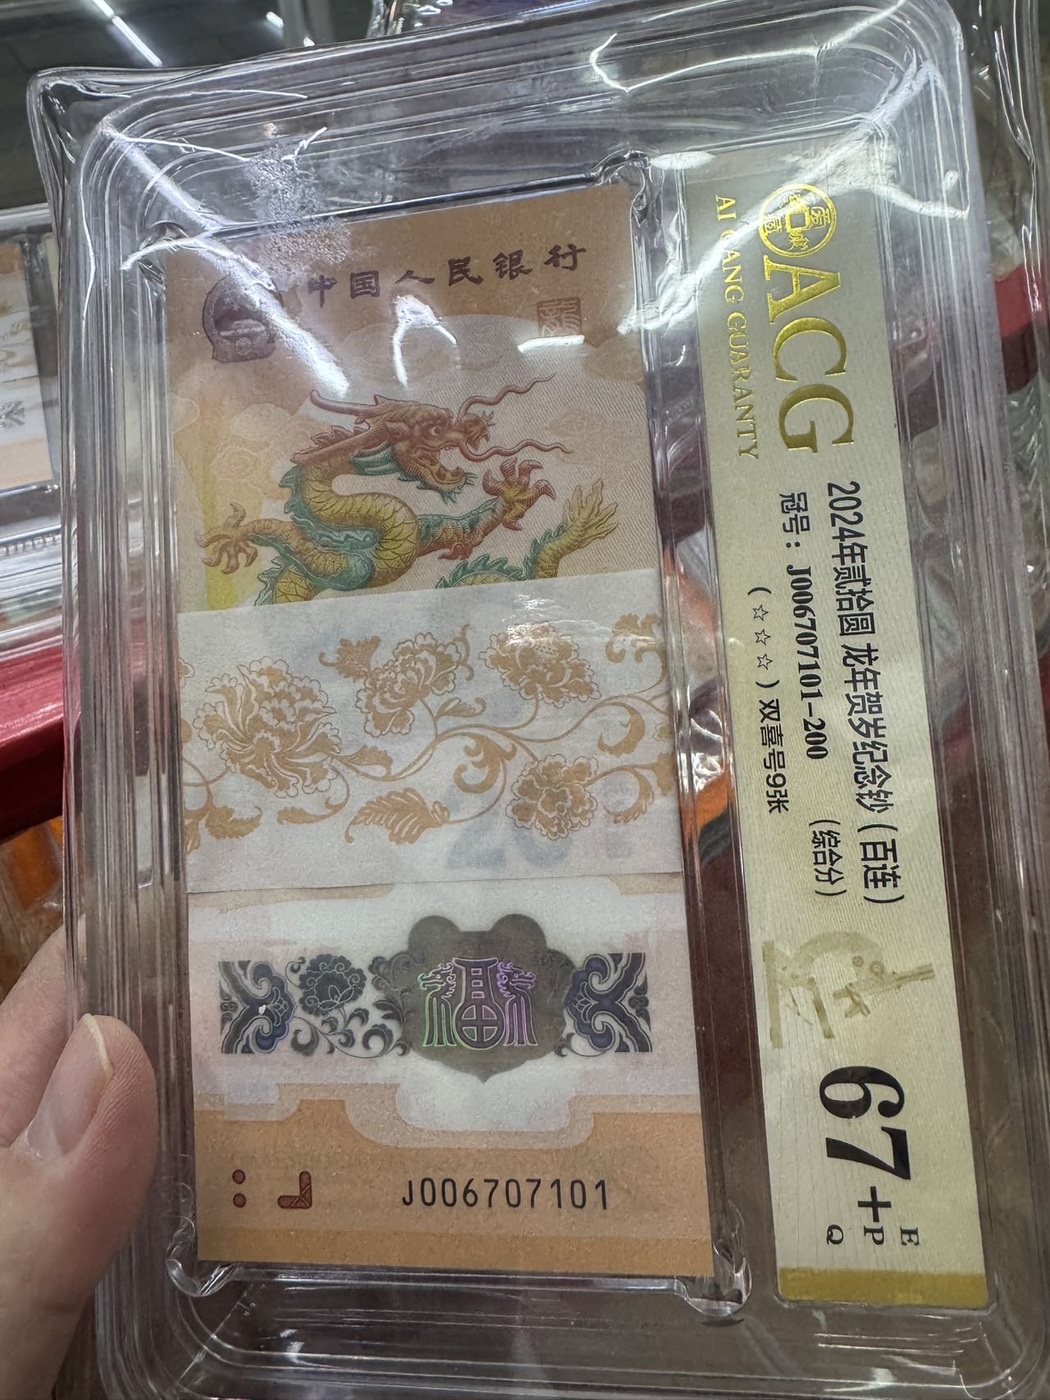 中国人民银行
J006707101
ACG
AI CANG GUARANTY
2024年贰拾圆 龙年贺岁纪念钞（百连）
冠号：J006707101-200 （综合分）
（☆☆☆）双喜号9张
67+
E
P
Q